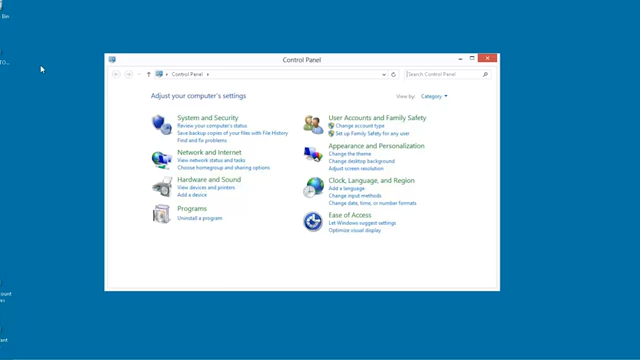 Bin
TO...
Control Panel
Control Panel
Search Control Panel
Adjust your computer's settings
View by: Category
System and Security
Review your computer's status
Save backup copies of your files with File History
Find and fix problems
Network and Internet
View network status and tasks
Choose homegroup and sharing options
Hardware and Sound
View devices and printers
Add a device
Programs
Uninstall a program
User Accounts and Family Safety
Change account type
Set up Family Safety for any user
Appearance and Personalization
Change the theme
Change desktop background
Adjust screen resolution
Clock, Language, and Region
Add a language
Change input methods
Change date, time, or number formats
Ease of Access
Let Windows suggest settings
Optimize visual display
ount